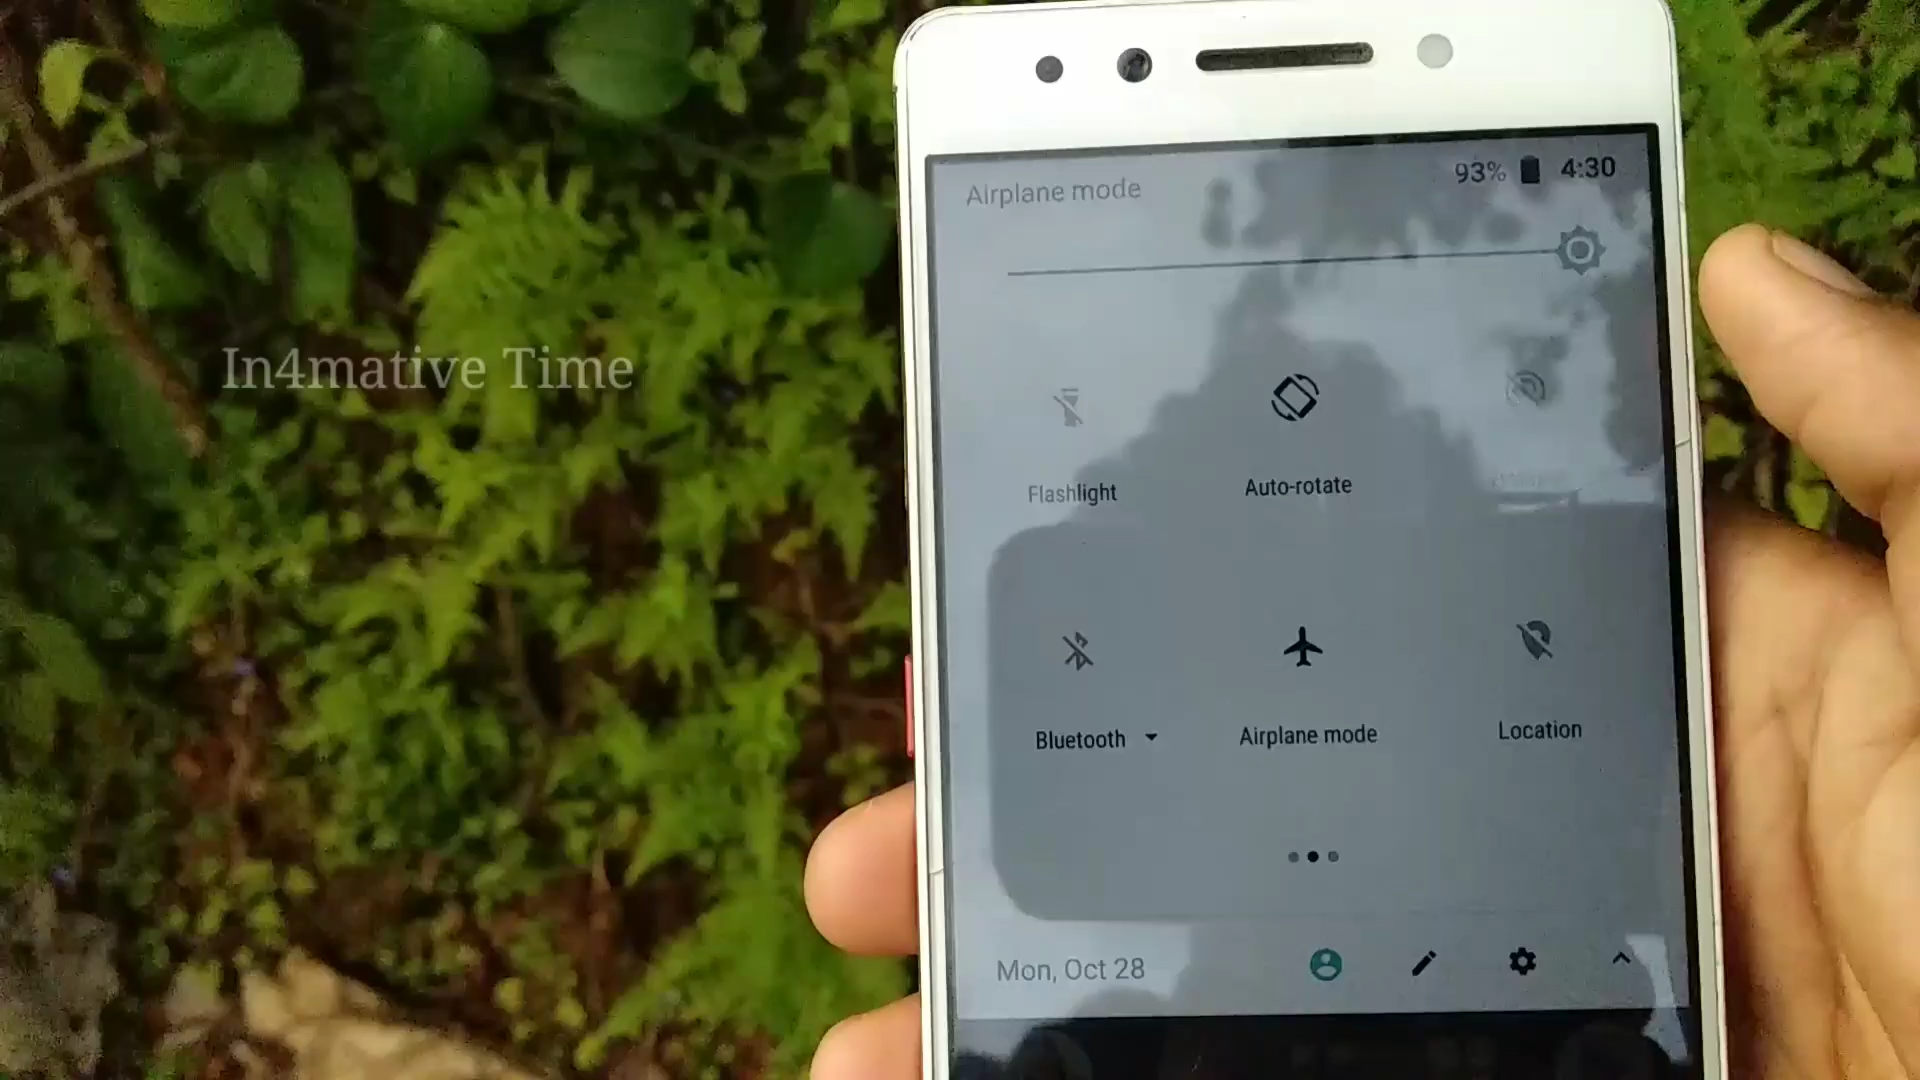 Airplane mode 93% 4:30
In4mative Time
Flashlight Auto-rotate
Bluetooth Airplane mode Location
Mon, Oct 28